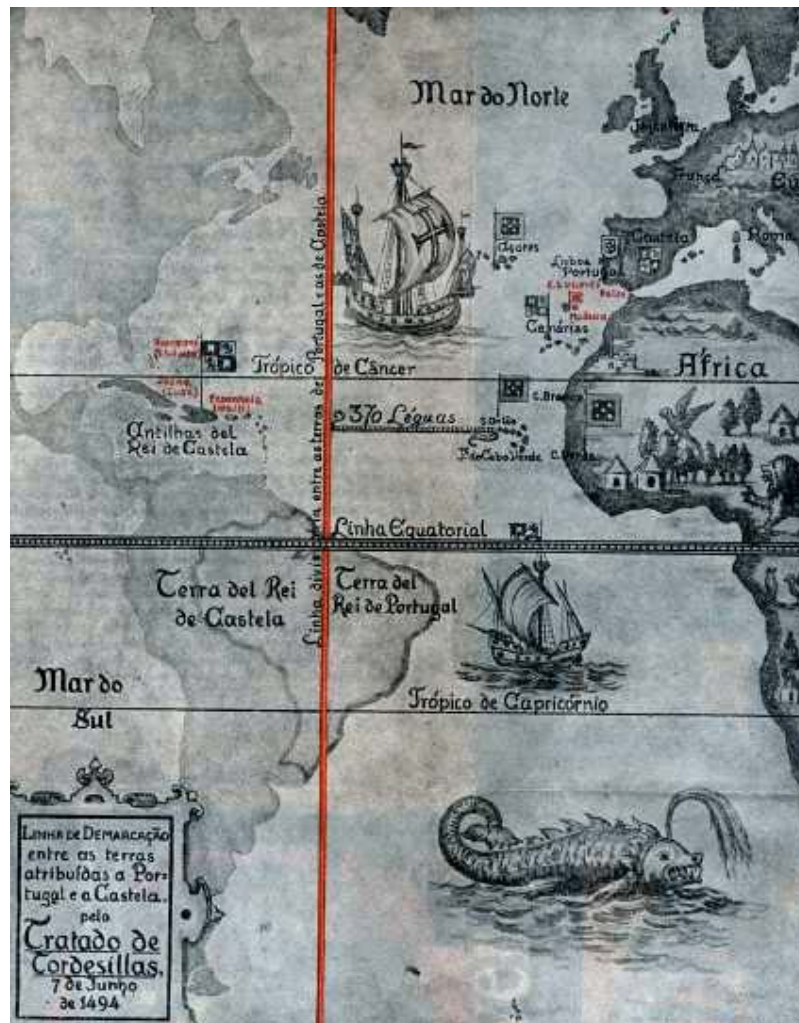 Mar do Norte
Inglaterra
França
Açores
Castela
Roma
Lisboa
Portugal
Madeira
Canárias
África
Trópico de Câncer
C. Branco
370 Léguas
C. Verde
Antilhas del
Rei de Castela
Linha divisória entre as terras de Portugal e as de Castela
Linha Equatorial
Terra del Rei
de Castela
Terra del
Rei de Portugal
Mar do
Sul
Trópico de Capricórnio
LINHA DE DEMARCAÇÃO
entre as terras
atribuídas a Por-
tugal e a Castela.
pelo
Tratado de
Tordesillas,
7 de Junho
de 1494